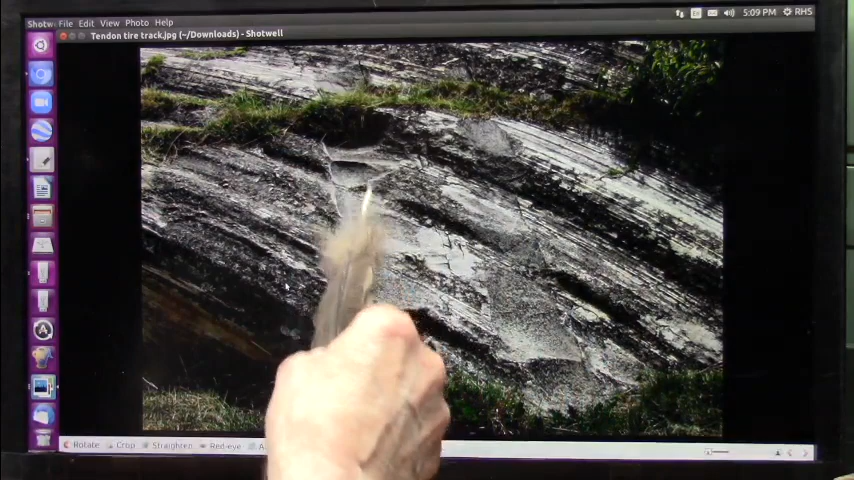 Shotw File Edit View Photo Help
En 5:09 PM RHS
Tendon tire track.jpg (~/Downloads) - Shotwell
Rotate Crop Straighten Red-eye A